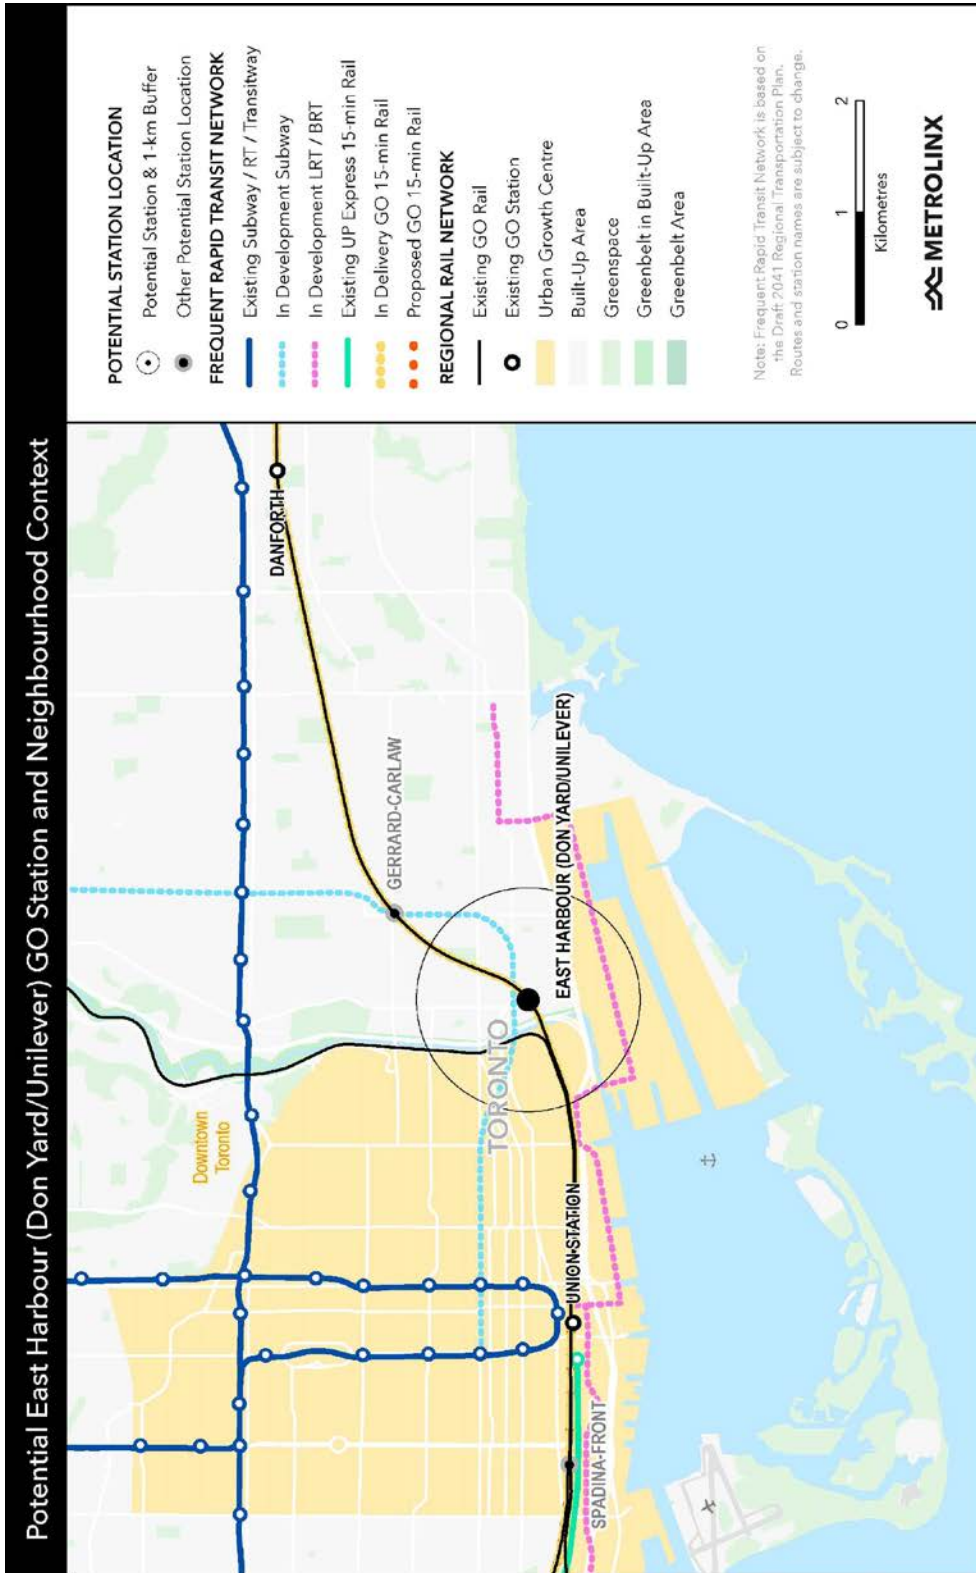 Potential East Harbour (Don Yard/Unilever) GO Station and Neighbourhood Context
DANFORTH
GERRARD-CARLAW
Downtown
Toronto
TORONTO
EAST HARBOUR (DON YARD/UNILEVER)
UNION STATION
SPADINA-FRONT
POTENTIAL STATION LOCATION
Potential Station & 1-km Buffer
Other Potential Station Location
FREQUENT RAPID TRANSIT NETWORK
Existing Subway / RT / Transitway
In Development Subway
In Development LRT / BRT
Existing UP Express 15-min Rail
In Delivery GO 15-min Rail
Proposed GO 15-min Rail
REGIONAL RAIL NETWORK
Existing GO Rail
Existing GO Station
Urban Growth Centre
Built-Up Area
Greenspace
Greenbelt in Built-Up Area
Greenbelt Area
Note: Frequent Rapid Transit Network is based on
the Draft 2041 Regional Transportation Plan.
Routes and station names are subject to change.
0 1 2
Kilometres
METROLINX